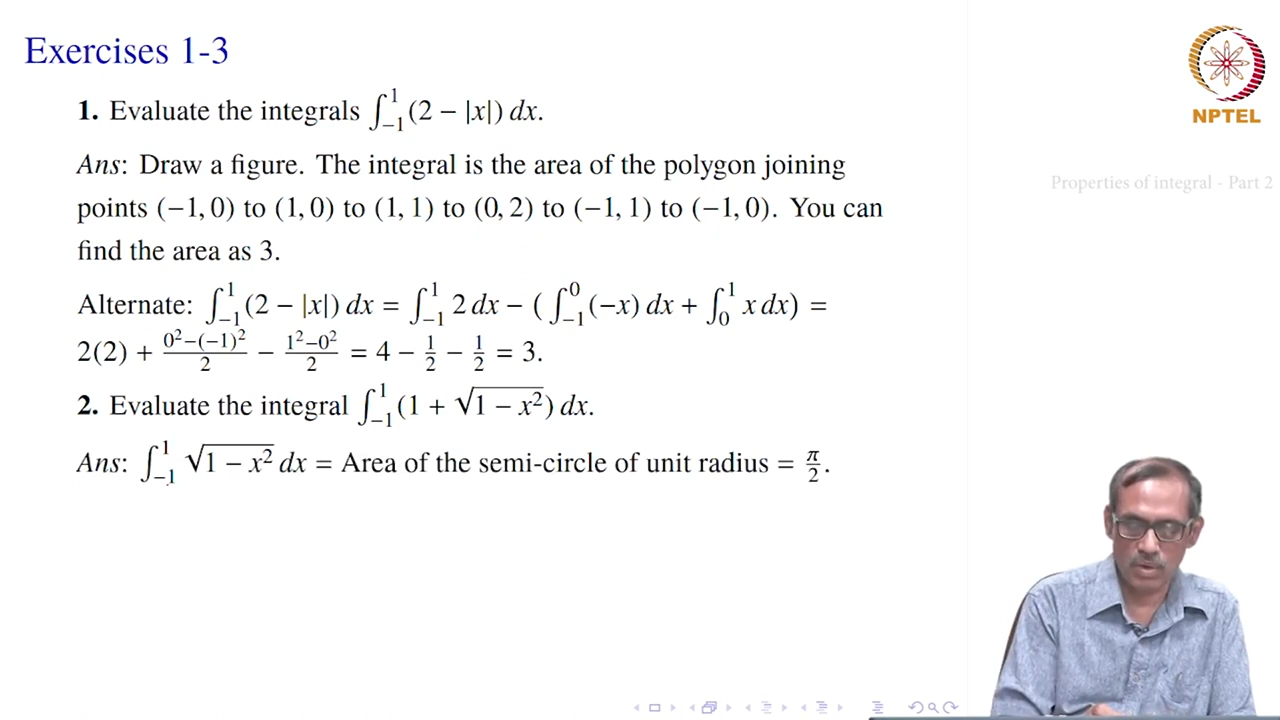 Exercises 1-3
NPTEL
1. Evaluate the integrals ∫_{−1}^{1} (2 − |x|) dx.
Ans: Draw a figure. The integral is the area of the polygon joining
Properties of integral - Part 2
points (−1, 0) to (1, 0) to (1, 1) to (0, 2) to (−1, 1) to (−1, 0). You can
find the area as 3.
Alternate: ∫_{−1}^{1} (2 − |x|) dx = ∫_{−1}^{1} 2 dx − ( ∫_{−1}^{0} (−x) dx + ∫_{0}^{1} x dx) =
2(2) + (0² − (−1)²)/2 − (1² − 0²)/2 = 4 − 1/2 − 1/2 = 3.
2. Evaluate the integral ∫_{−1}^{1} (1 + √(1 − x²)) dx.
Ans: ∫_{−1}^{1} √(1 − x²) dx = Area of the semi-circle of unit radius = π/2.